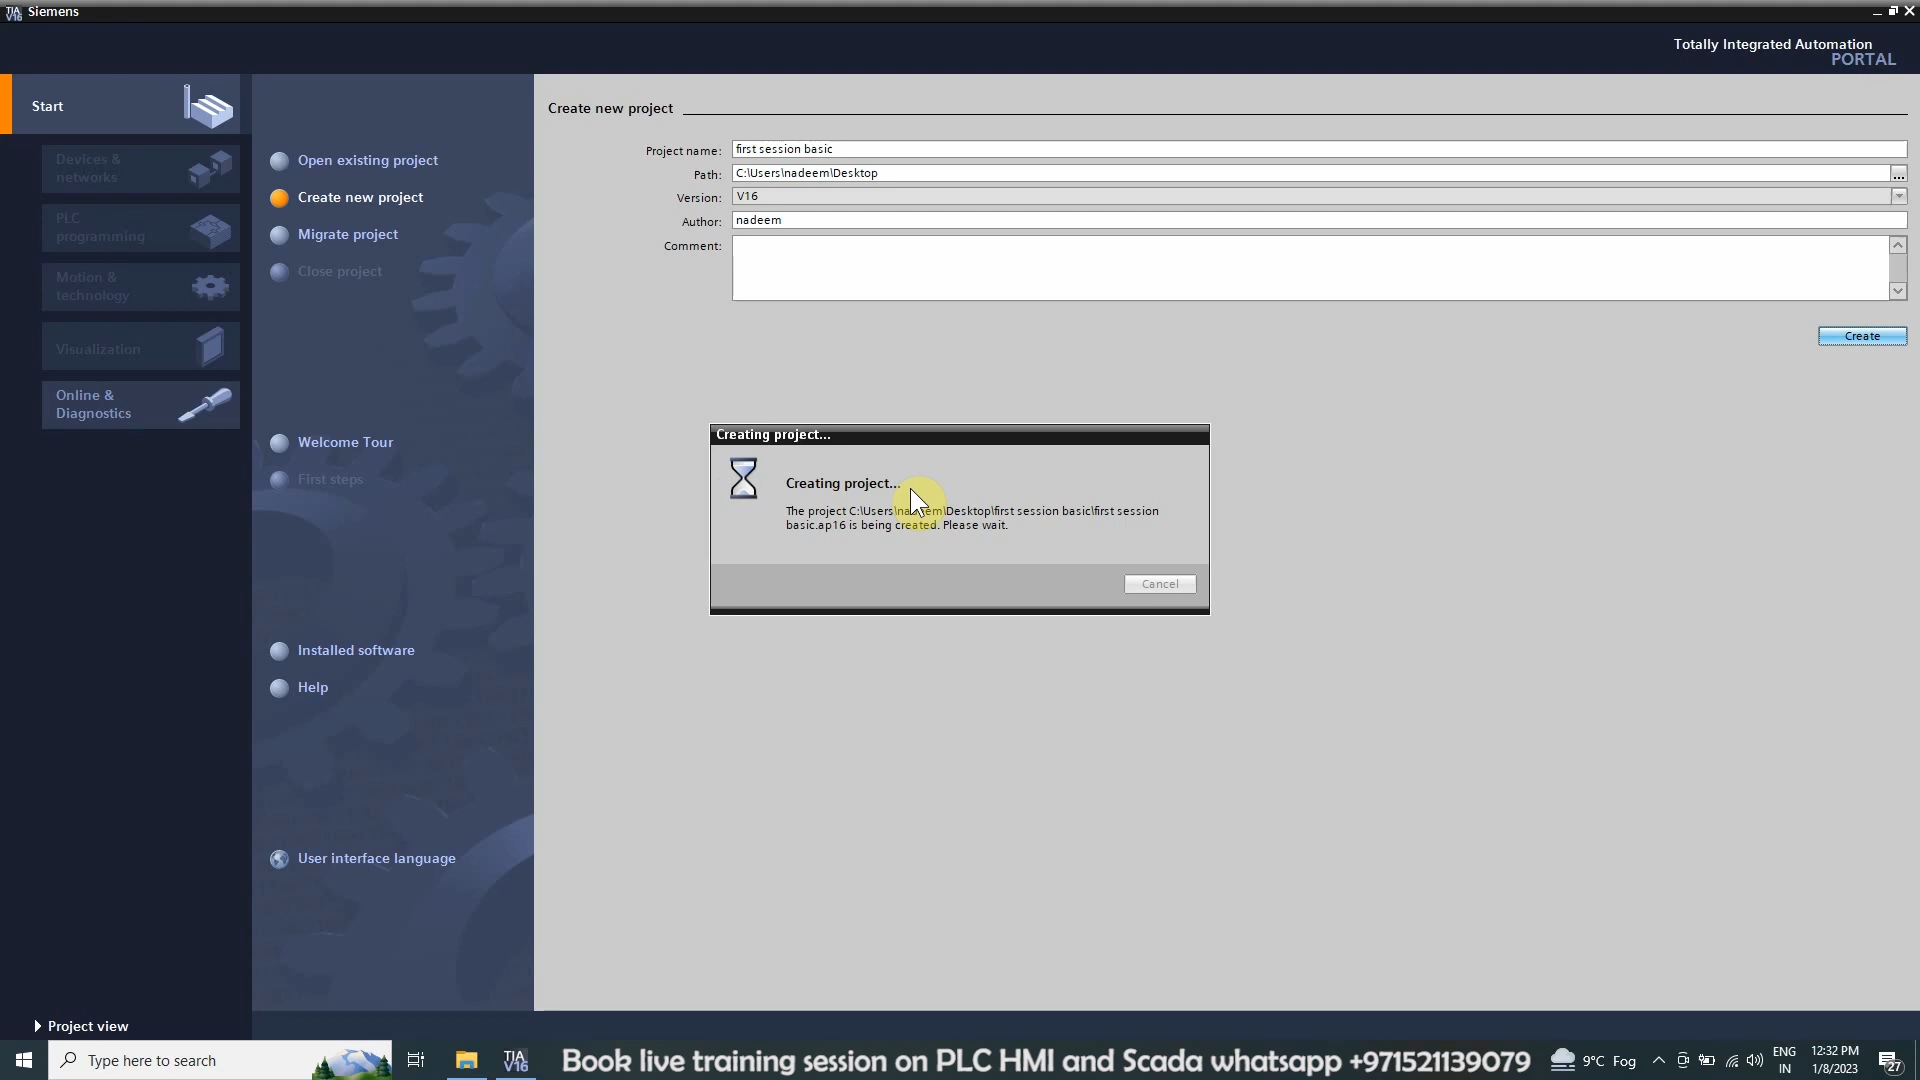 TIA
V16
Siemens
Totally Integrated Automation
PORTAL
Start
Devices &
networks
PLC
programming
Motion &
technology
Visualization
Online &
Diagnostics
Open existing project
Create new project
Migrate project
Close project
Welcome Tour
First steps
Installed software
Help
User interface language
Create new project
Project name: first session basic
Path: C:\Users\nadeem\Desktop
...
Version: V16
Author: nadeem
Comment:
Create
Creating project...
Creating project...
The project C:\Users\nadeem\Desktop\first session basic\first session
basic.ap16 is being created. Please wait.
Cancel
Project view
Type here to search
TIA
V16
Book live training session on PLC HMI and Scada whatsapp +971521139079
9°C Fog
ENG
IN
12:32 PM
1/8/2023
27